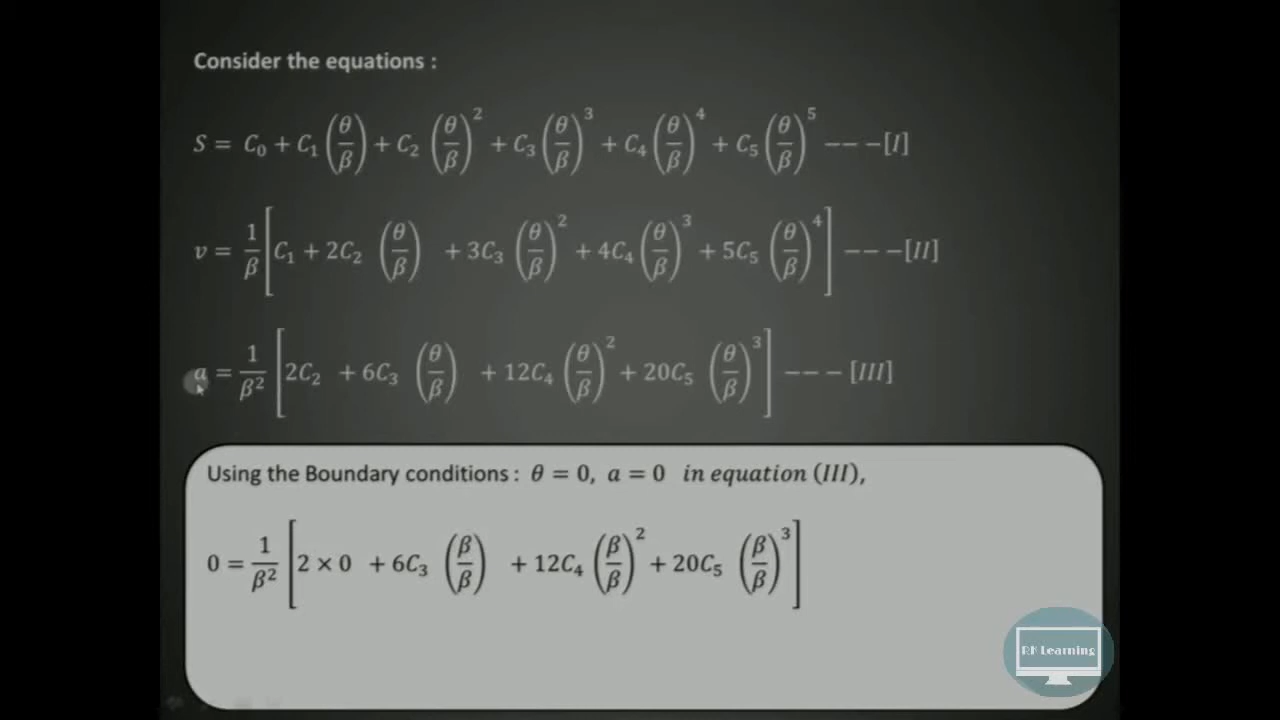 Consider the equations :
S = C₀ + C₁ (θ/β) + C₂ (θ/β)² + C₃ (θ/β)³ + C₄ (θ/β)⁴ + C₅ (θ/β)⁵ −−−[I]
v = 1/β [C₁ + 2C₂ (θ/β) + 3C₃ (θ/β)² + 4C₄ (θ/β)³ + 5C₅ (θ/β)⁴] −−−[II]
a = 1/β² [2C₂ + 6C₃ (θ/β) + 12C₄ (θ/β)² + 20C₅ (θ/β)³] −−− [III]
Using the Boundary conditions : θ = 0, a = 0 in equation (III),
0 = 1/β² [2 × 0 + 6C₃ (β/β) + 12C₄ (β/β)² + 20C₅ (β/β)³]
RK Learning